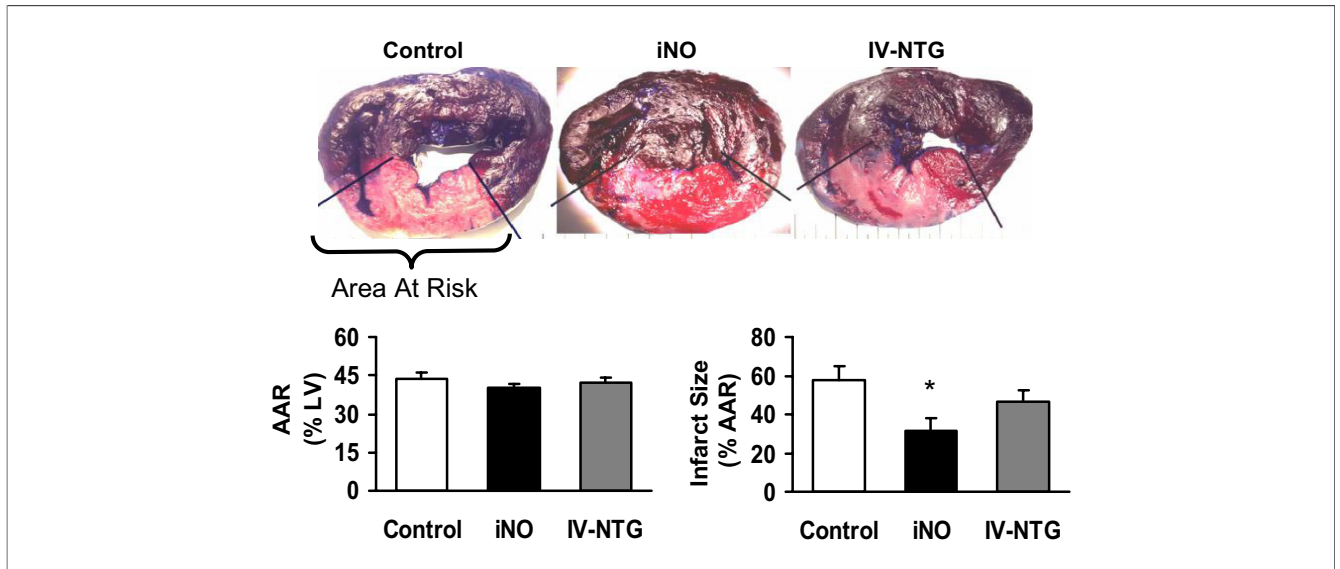 Control iNO IV-NTG
Area At Risk
AAR
(% LV)
60
45
30
15
0
Control iNO IV-NTG
Infarct Size
(% AAR)
80
60
40
20
0
*
Control iNO IV-NTG